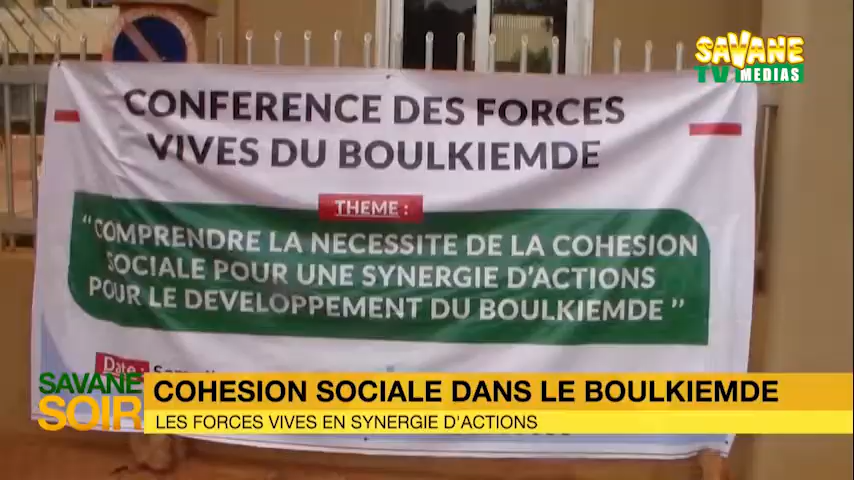 SAVANE
TV MEDIAS
CONFERENCE DES FORCES
VIVES DU BOULKIEMDE
THEME :
“COMPRENDRE LA NECESSITE DE LA COHESION
SOCIALE POUR UNE SYNERGIE D'ACTIONS
POUR LE DEVELOPPEMENT DU BOULKIEMDE ”
Date :
SAVANE
SOIR
COHESION SOCIALE DANS LE BOULKIEMDE
LES FORCES VIVES EN SYNERGIE D'ACTIONS